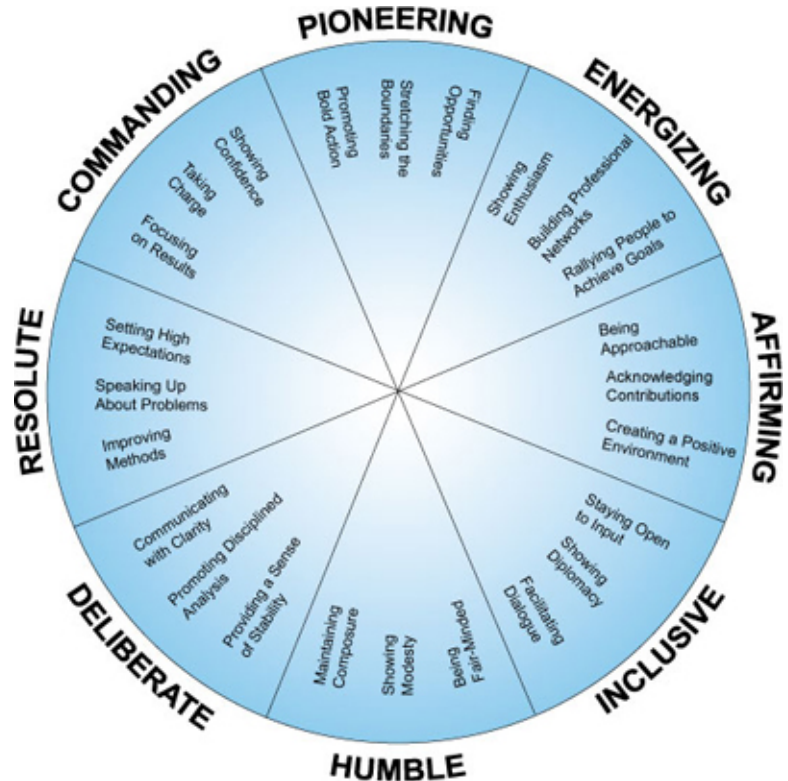 PIONEERING
Promoting
Bold Action
Stretching the
Boundaries
Finding
Opportunities
ENERGIZING
Showing
Enthusiasm
Building Professional
Networks
Rallying People to
Achieve Goals
AFFIRMING
Being
Approachable
Acknowledging
Contributions
Creating a Positive
Environment
INCLUSIVE
Staying Open
to Input
Showing
Diplomacy
Facilitating
Dialogue
HUMBLE
Being
Fair-Minded
Showing
Modesty
Maintaining
Composure
DELIBERATE
Providing a Sense
of Stability
Promoting Disciplined
Analysis
Communicating
with Clarity
RESOLUTE
Improving
Methods
Speaking Up
About Problems
Setting High
Expectations
COMMANDING
Focusing
on Results
Taking
Charge
Showing
Confidence